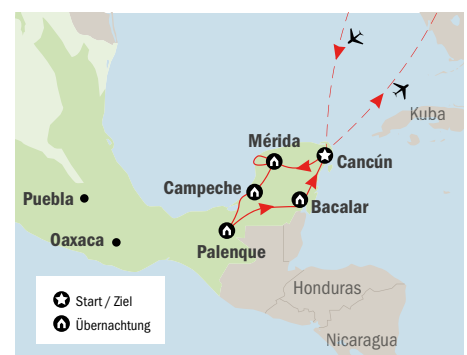 Kuba
Mérida
Cancún
Campeche
Puebla
Bacalar
Oaxaca
Palenque
Start / Ziel
Honduras
Übernachtung
Nicaragua